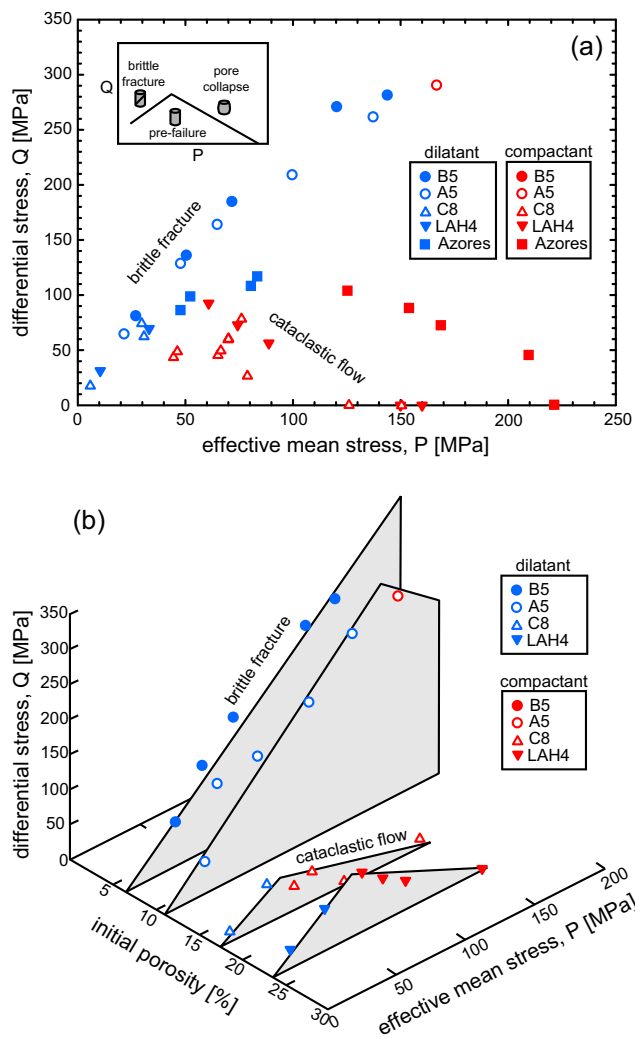 (a)
differential stress, Q [MPa]
350
300
250
200
150
100
50
0
brittle
fracture
pore
collapse
Q
pre-failure
P
dilatant
B5
A5
C8
LAH4
Azores
compactant
B5
A5
C8
LAH4
Azores
brittle fracture
cataclastic flow
0 50 100 150 200 250
effective mean stress, P [MPa]
(b)
differential stress, Q [MPa]
350
300
250
200
150
100
50
0
brittle fracture
cataclastic flow
dilatant
B5
A5
C8
LAH4
compactant
B5
A5
C8
LAH4
5
10
15
20
25
30
initial porosity [%]
0
50
100
150
200
effective mean stress, P [MPa]